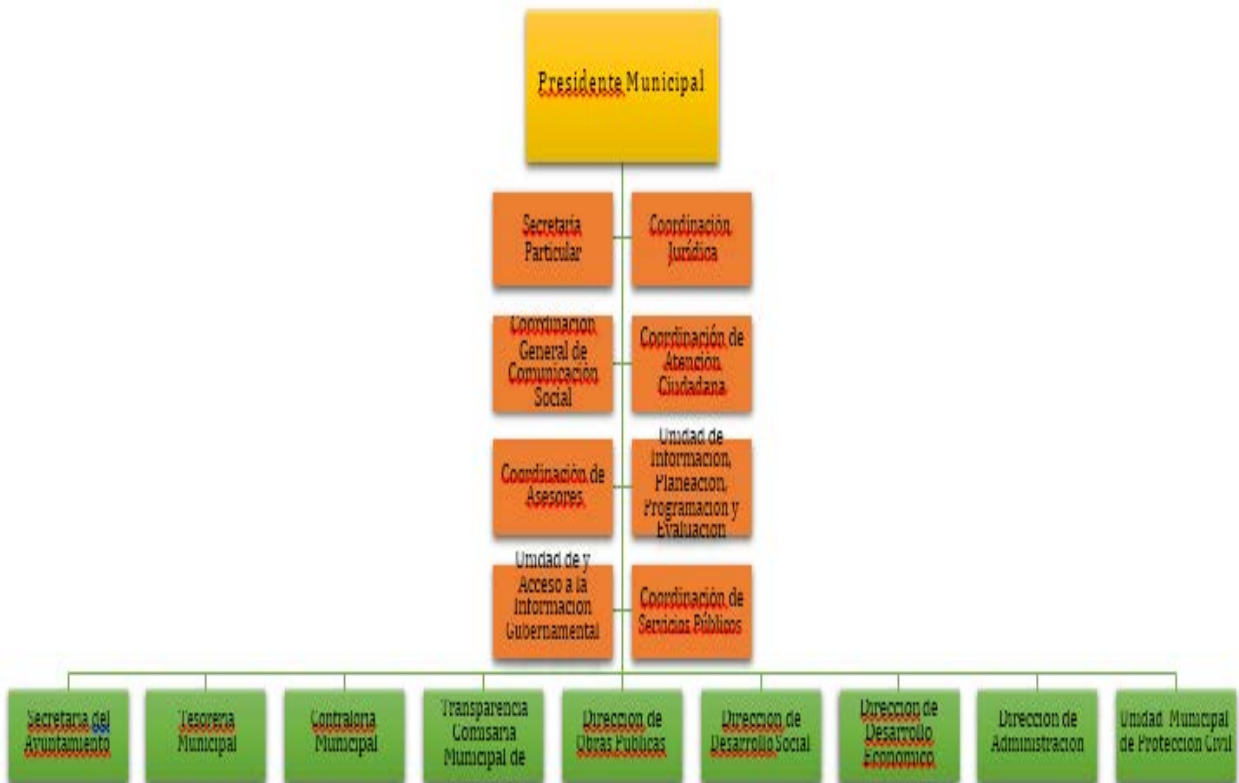 Presidente Municipal
Secretaría
Particular
Coordinación
Jurídica
Coordinación
General de
Comunicación
Social
Coordinación de
Atención
Ciudadana
Coordinación de
Asesores
Unidad de
Información,
Planeación,
Programación y
Evaluación
Unidad de y
Acceso a la
Información
Gubernamental
Coordinación de
Servicios Públicos
Secretaría del
Ayuntamiento
Tesorería
Municipal
Contraloría
Municipal
Transparencia
Comisaría
Municipal de
Dirección de
Obras Públicas
Dirección de
Desarrollo Social
Dirección de
Desarrollo
Económico
Dirección de
Administración
Unidad Municipal
de Protección Civil